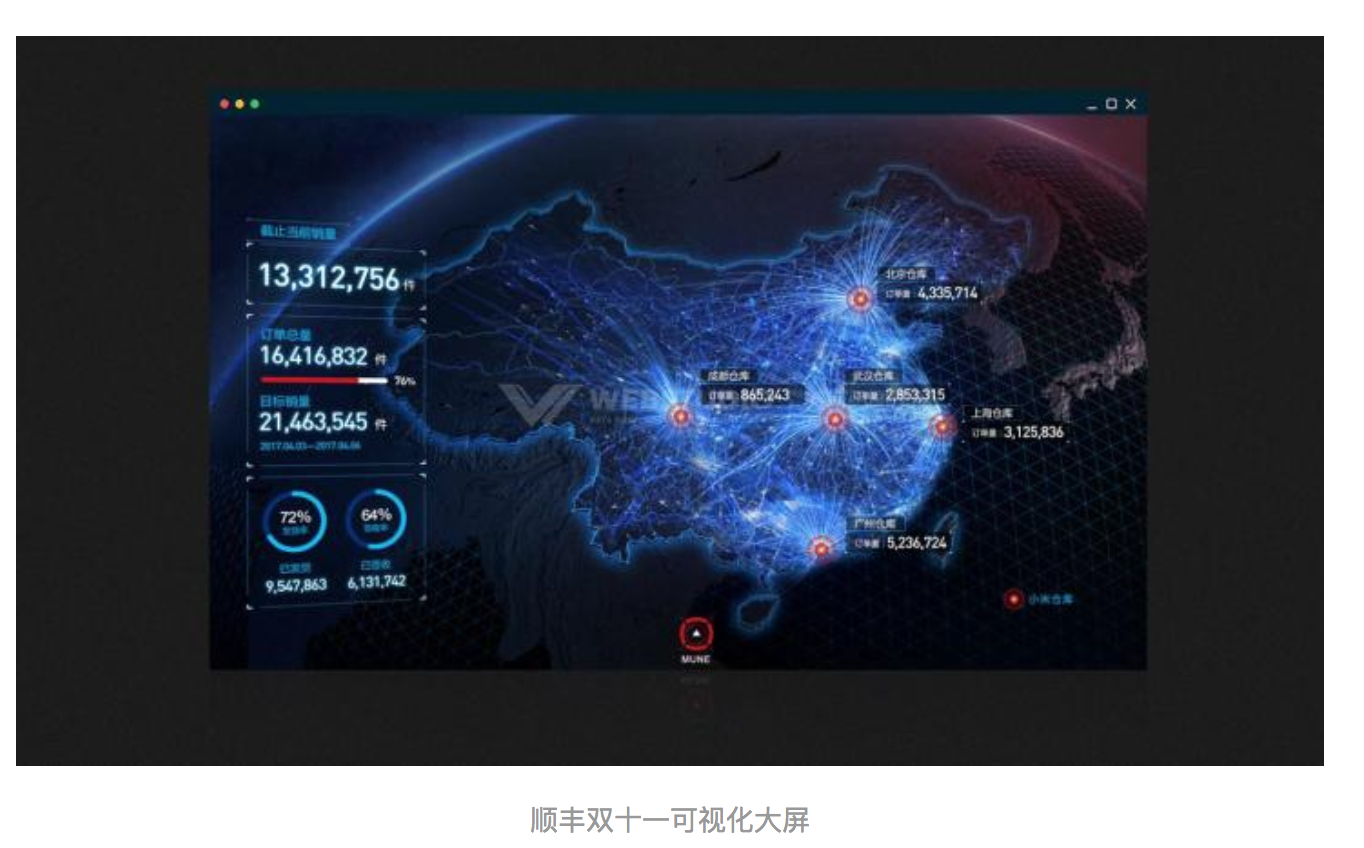 截止当前销量
13,312,756 件
订单总量
16,416,832 件
76%
目标销量
21,463,545 件
2017.04.03—2017.04.06
72%
64%
已发货
已签收
9,547,863
6,131,742
北京仓库
订单量 4,335,714
成都仓库
订单量 865,243
武汉仓库
订单量 2,853,315
上海仓库
订单量 3,125,836
广州仓库
订单量 5,236,724
小米仓库
MUNE
顺丰双十一可视化大屏